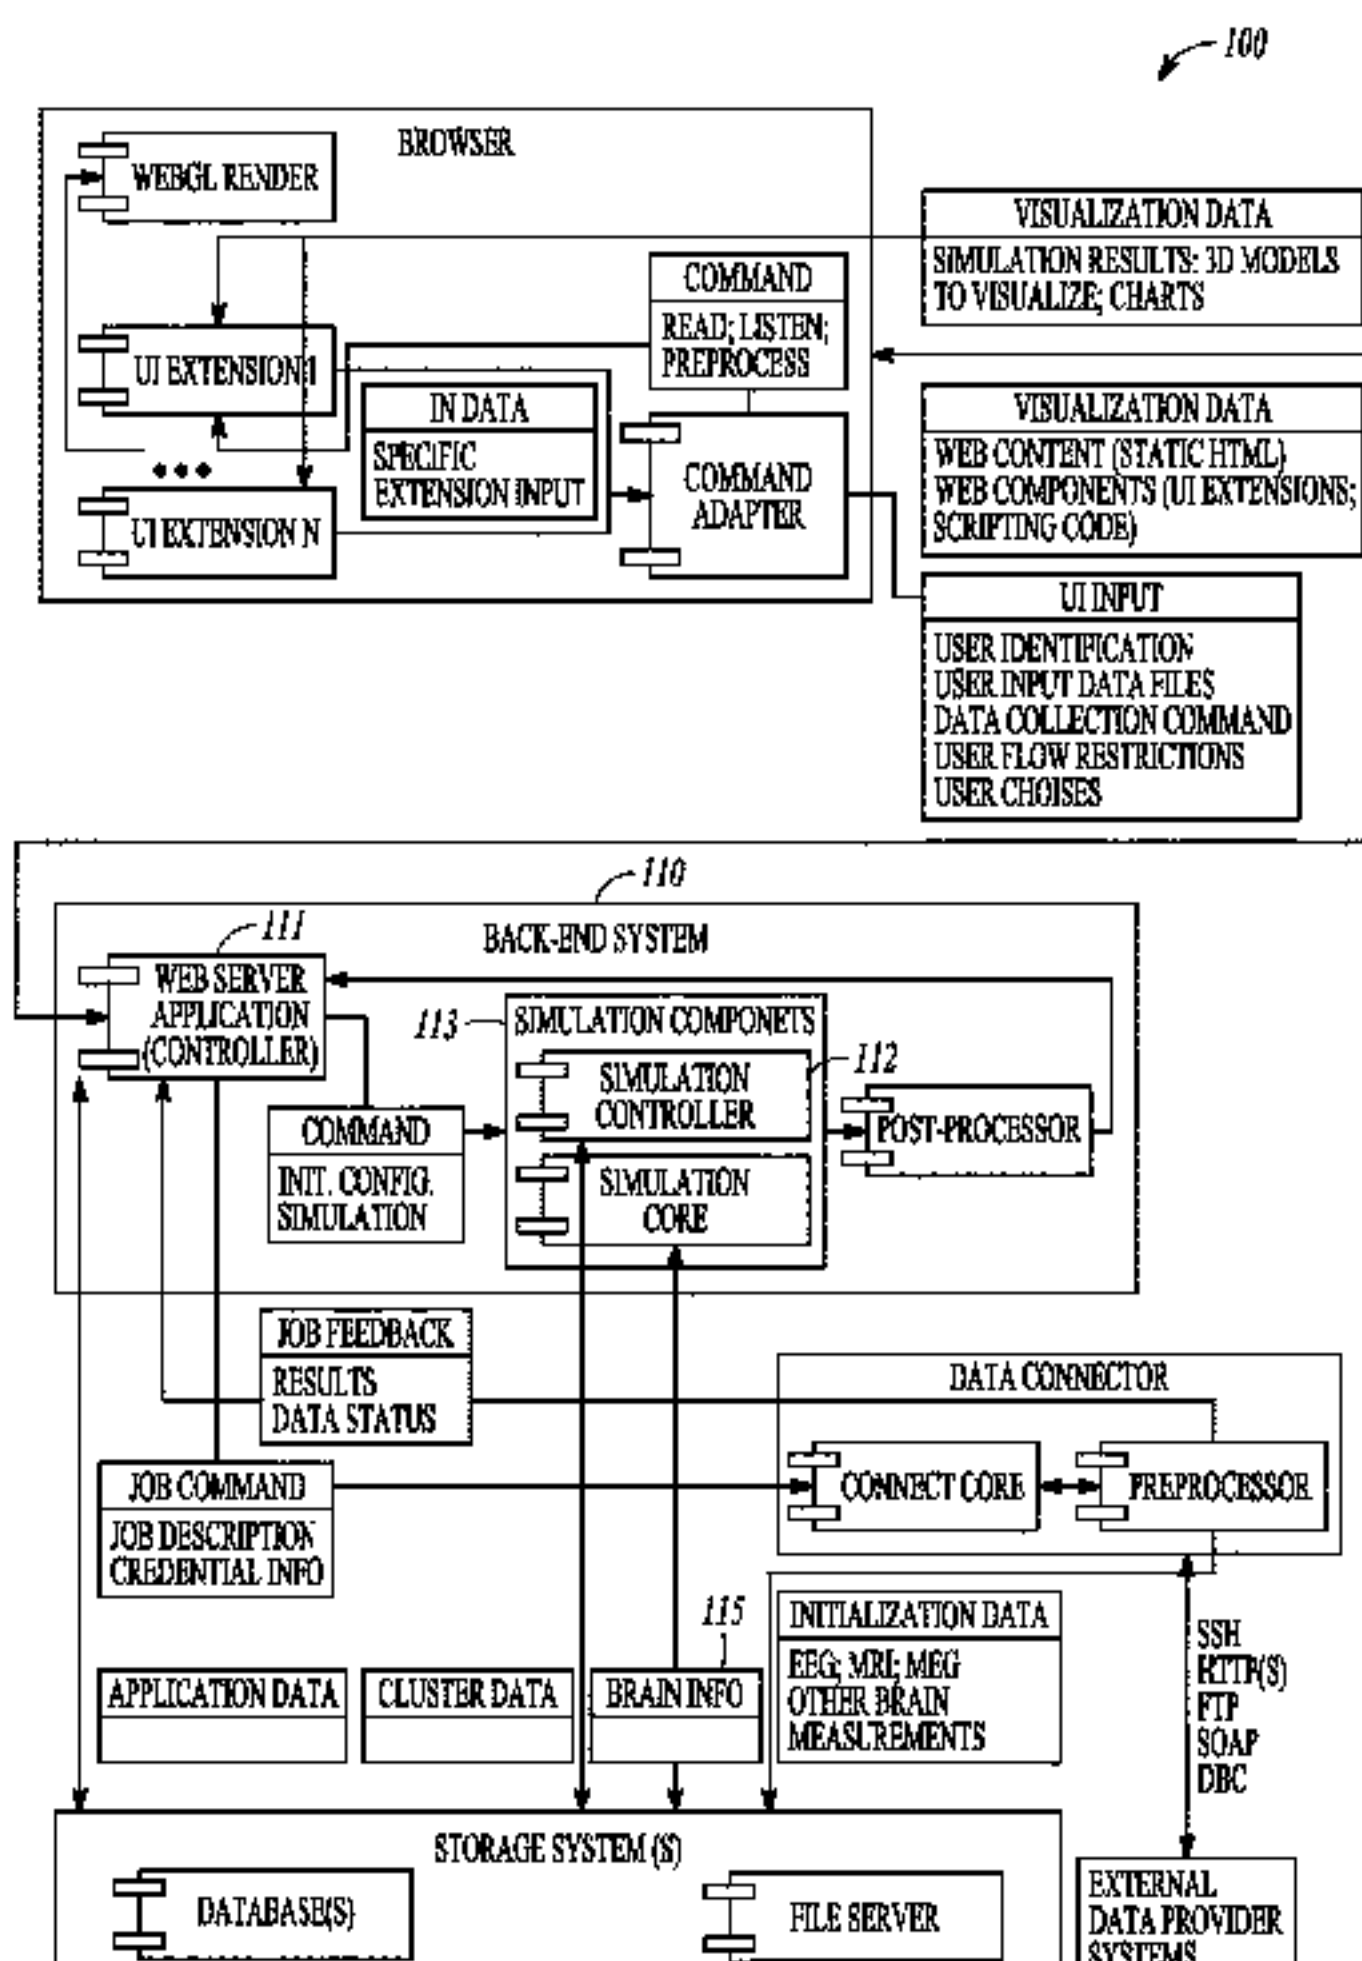 100
BROWSER
WEBGL RENDER
VISUALIZATION DATA
SIMULATION RESULTS: 3D MODELS
TO VISUALIZE; CHARTS
COMMAND
READ; LISTEN;
PREPROCESS
UI EXTENSION 1
IN DATA
SPECIFIC
EXTENSION INPUT
VISUALIZATION DATA
WEB CONTENT (STATIC HTML)
WEB COMPONENTS (UI EXTENSIONS;
SCRIPTING CODE)
COMMAND
ADAPTER
UI EXTENSION N
UI INPUT
USER IDENTIFICATION
USER INPUT DATA FILES
DATA COLLECTION COMMAND
USER FLOW RESTRICTIONS
USER CHOISES
110
BACK-END SYSTEM
111
WEB SERVER
APPLICATION
(CONTROLLER)
113
SIMULATION COMPONETS
112
SIMULATION
CONTROLLER
POST-PROCESSOR
COMMAND
INIT. CONFIG.
SIMULATION
SIMULATION
CORE
JOB FEEDBACK
RESULTS
DATA STATUS
DATA CONNECTOR
CONNECT CORE
PREPROCESSOR
JOB COMMAND
JOB DESCRIPTION
CREDENTIAL INFO
115
INITIALIZATION DATA
EEG; MRI; MEG
OTHER BRAIN
MEASUREMENTS
SSH
HTTP(S)
FTP
SOAP
DBC
APPLICATION DATA
CLUSTER DATA
BRAIN INFO
STORAGE SYSTEM (S)
DATABASE(S)
FILE SERVER
EXTERNAL
DATA PROVIDER
SYSTEMS